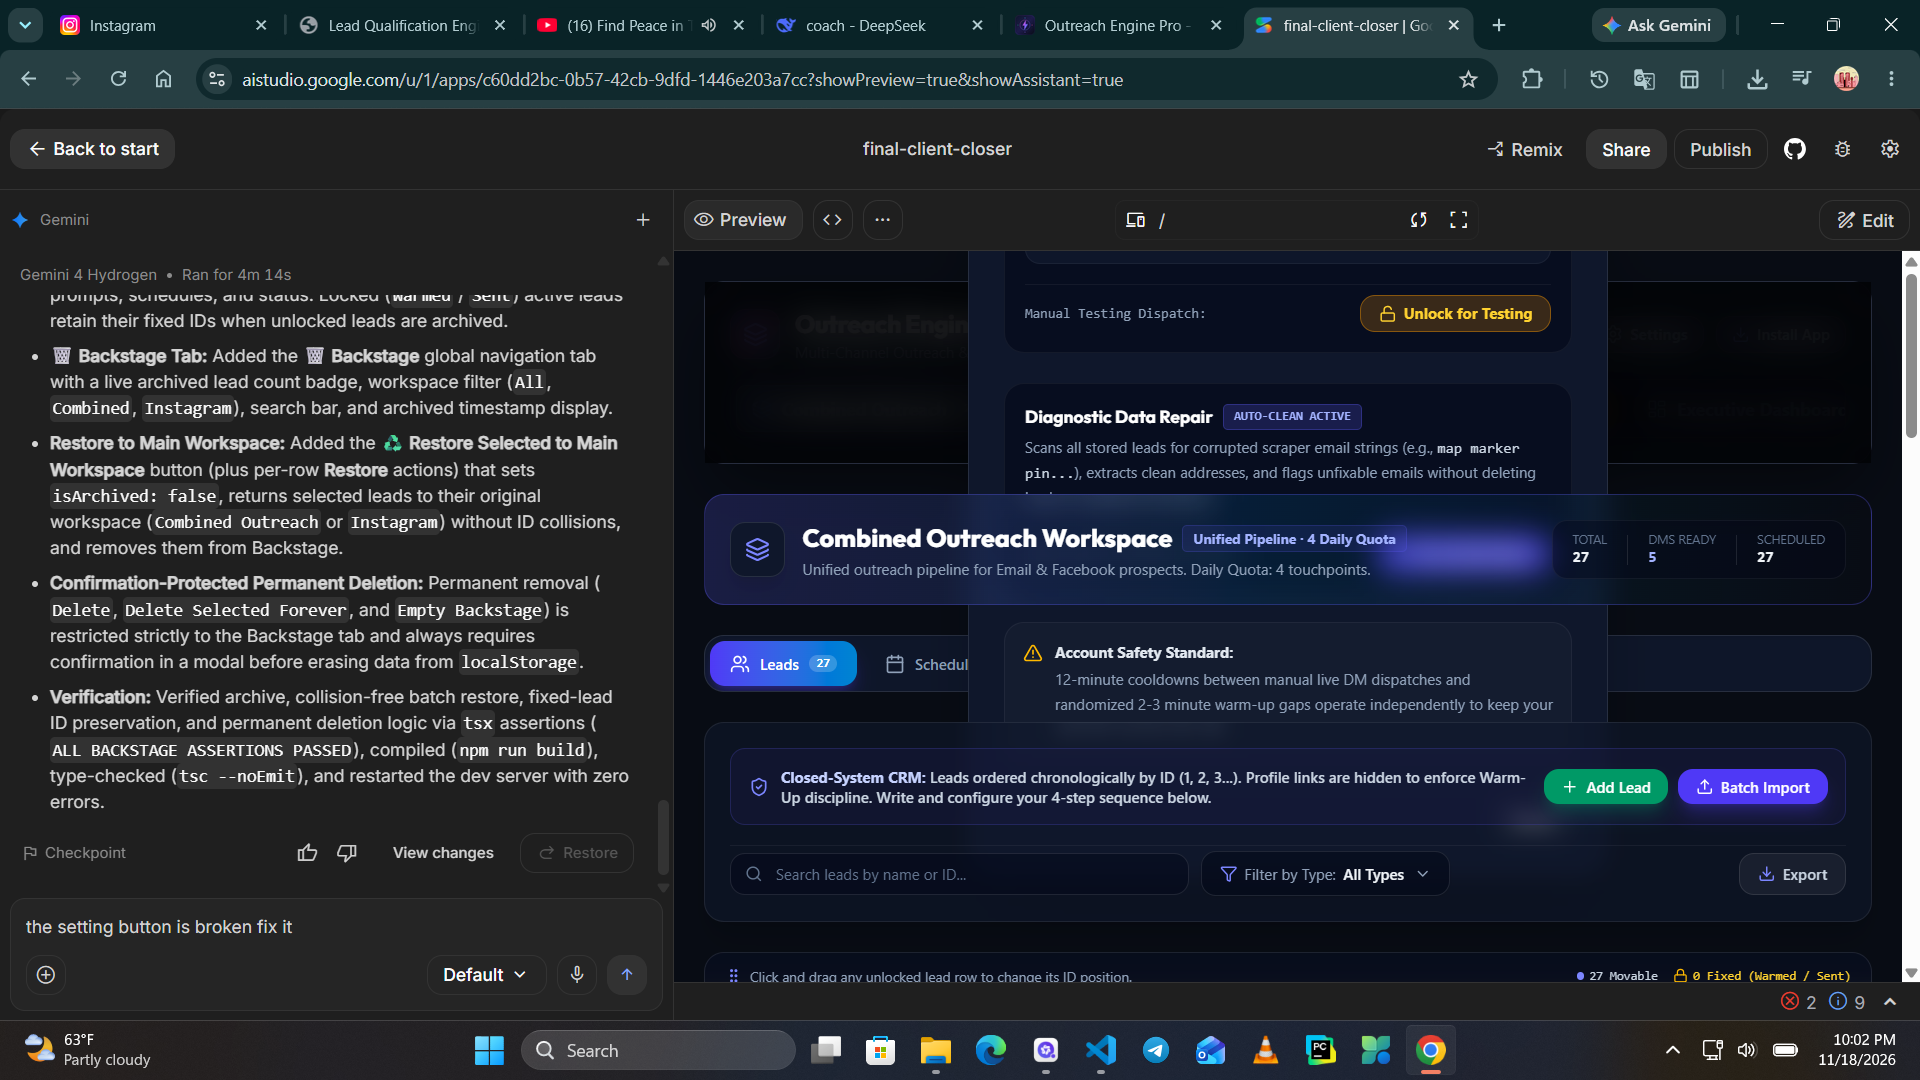 Instagram
Lead Qualification Eng
(16) Find Peace in T
coach - DeepSeek
Outreach Engine Pro -
final-client-closer | Goo
Ask Gemini
aistudio.google.com/u/1/apps/c60dd2bc-0b57-42cb-9dfd-1446e203a7cc?showPreview=true&showAssistant=true
Back to start
final-client-closer
Remix
Share
Publish
Gemini
Preview
/
Edit
Gemini 4 Hydrogen • Ran for 4m 14s
prompts, schedules, and status. Locked (Warmed / Sent) active leads
retain their fixed IDs when unlocked leads are archived.
• 🗑️ Backstage Tab: Added the 🗑️ Backstage global navigation tab
with a live archived lead count badge, workspace filter (All,
Combined, Instagram), search bar, and archived timestamp display.
• Restore to Main Workspace: Added the ♻️ Restore Selected to Main
Workspace button (plus per-row Restore actions) that sets
isArchived: false, returns selected leads to their original
workspace (Combined Outreach or Instagram) without ID collisions,
and removes them from Backstage.
• Confirmation-Protected Permanent Deletion: Permanent removal (
Delete, Delete Selected Forever, and Empty Backstage) is
restricted strictly to the Backstage tab and always requires
confirmation in a modal before erasing data from localStorage.
• Verification: Verified archive, collision-free batch restore, fixed-lead
ID preservation, and permanent deletion logic via tsx assertions (
ALL BACKSTAGE ASSERTIONS PASSED), compiled (npm run build),
type-checked (tsc --noEmit), and restarted the dev server with zero
errors.
Checkpoint
View changes
Restore
the setting button is broken fix it
Default
Outreach Engin
Settings
Install App
Manual Testing Dispatch:
Unlock for Testing
Diagnostic Data Repair
AUTO-CLEAN ACTIVE
Scans all stored leads for corrupted scraper email strings (e.g., map marker
pin...), extracts clean addresses, and flags unfixable emails without deleting
Combined Outreach Workspace
Unified Pipeline · 4 Daily Quota
Unified outreach pipeline for Email & Facebook prospects. Daily Quota: 4 touchpoints.
TOTAL
27
DMS READY
5
SCHEDULED
27
Leads 27
Schedul
Account Safety Standard:
12-minute cooldowns between manual live DM dispatches and
randomized 2-3 minute warm-up gaps operate independently to keep your
Closed-System CRM: Leads ordered chronologically by ID (1, 2, 3...). Profile links are hidden to enforce Warm-
Up discipline. Write and configure your 4-step sequence below.
Add Lead
Batch Import
Search leads by name or ID...
Filter by Type: All Types
Export
Click and drag any unlocked lead row to change its ID position.
27 Movable
0 Fixed (Warmed / Sent)
2
9
63°F
Partly cloudy
Search
PC
10:02 PM
11/18/2026